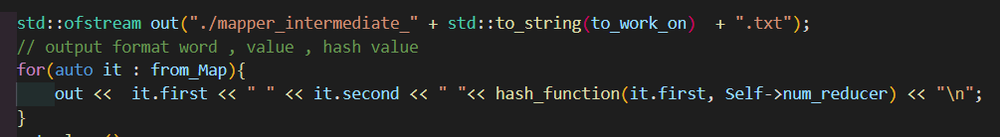 std::ofstream out("./mapper_intermediate_" + std::to_string(to_work_on)  + ".txt");
// output format word , value , hash value
for(auto it : from_Map){
    out <<  it.first << " " << it.second << " "<< hash_function(it.first, Self->num_reducer) << "\n";
}